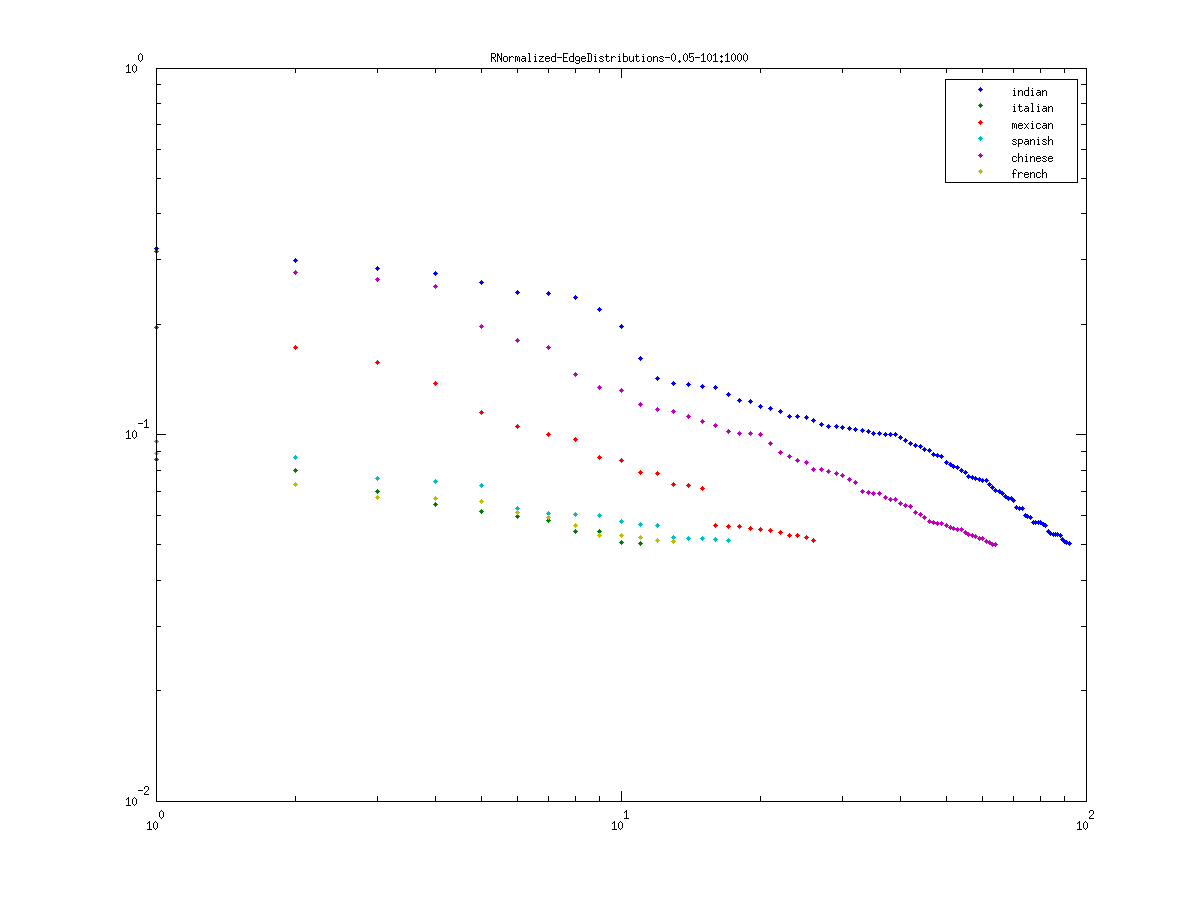 RNormalized-EdgeDistributions-0.05-101:1000
10^0
indian
italian
mexican
spanish
chinese
french
10^-1
10^-2
10^0 10^1 10^2